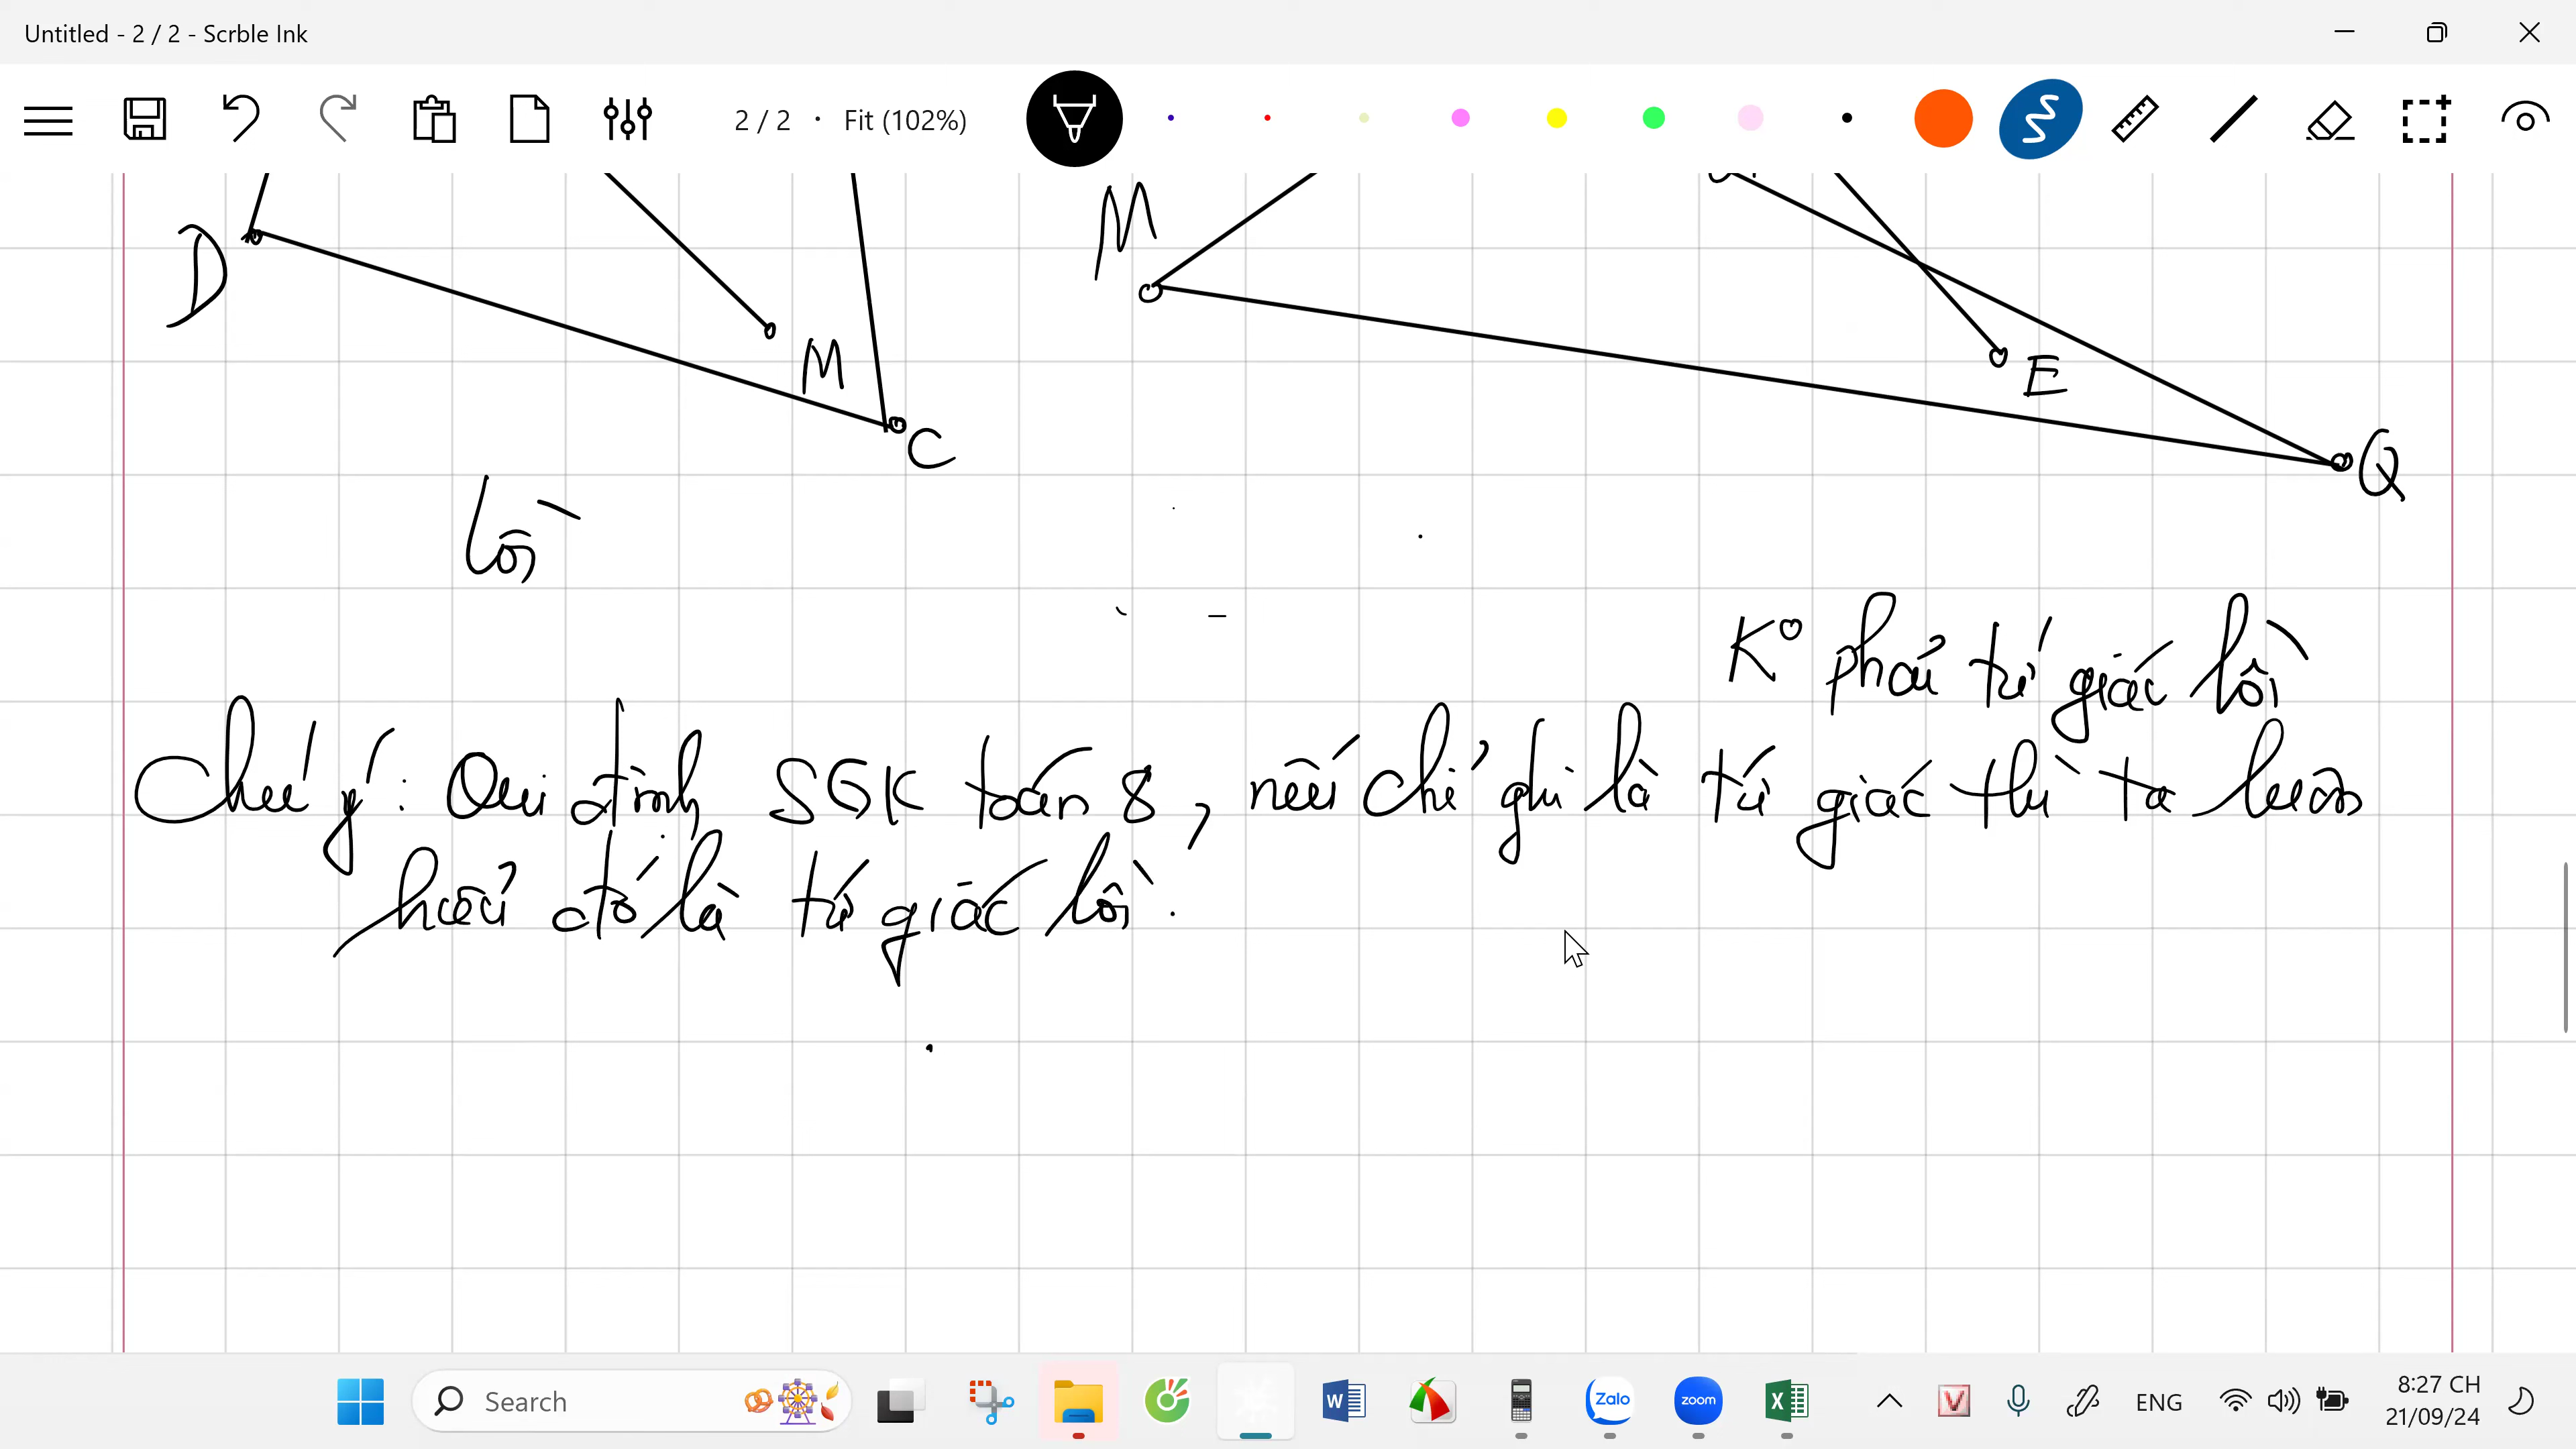 Untitled - 2 / 2 - Scrble Ink
2 / 2 · Fit (102%)
D
M
M
C
E
Q
lồi
K° phải tứ giác lồi
Chú ý: Qui định SGK toán 8, nếu chỉ ghi là tứ giác thì ta luôn
hiểu đó là tứ giác lồi.
Search
W
Zalo
zoom
X
V
ENG
8:27 CH
21/09/24